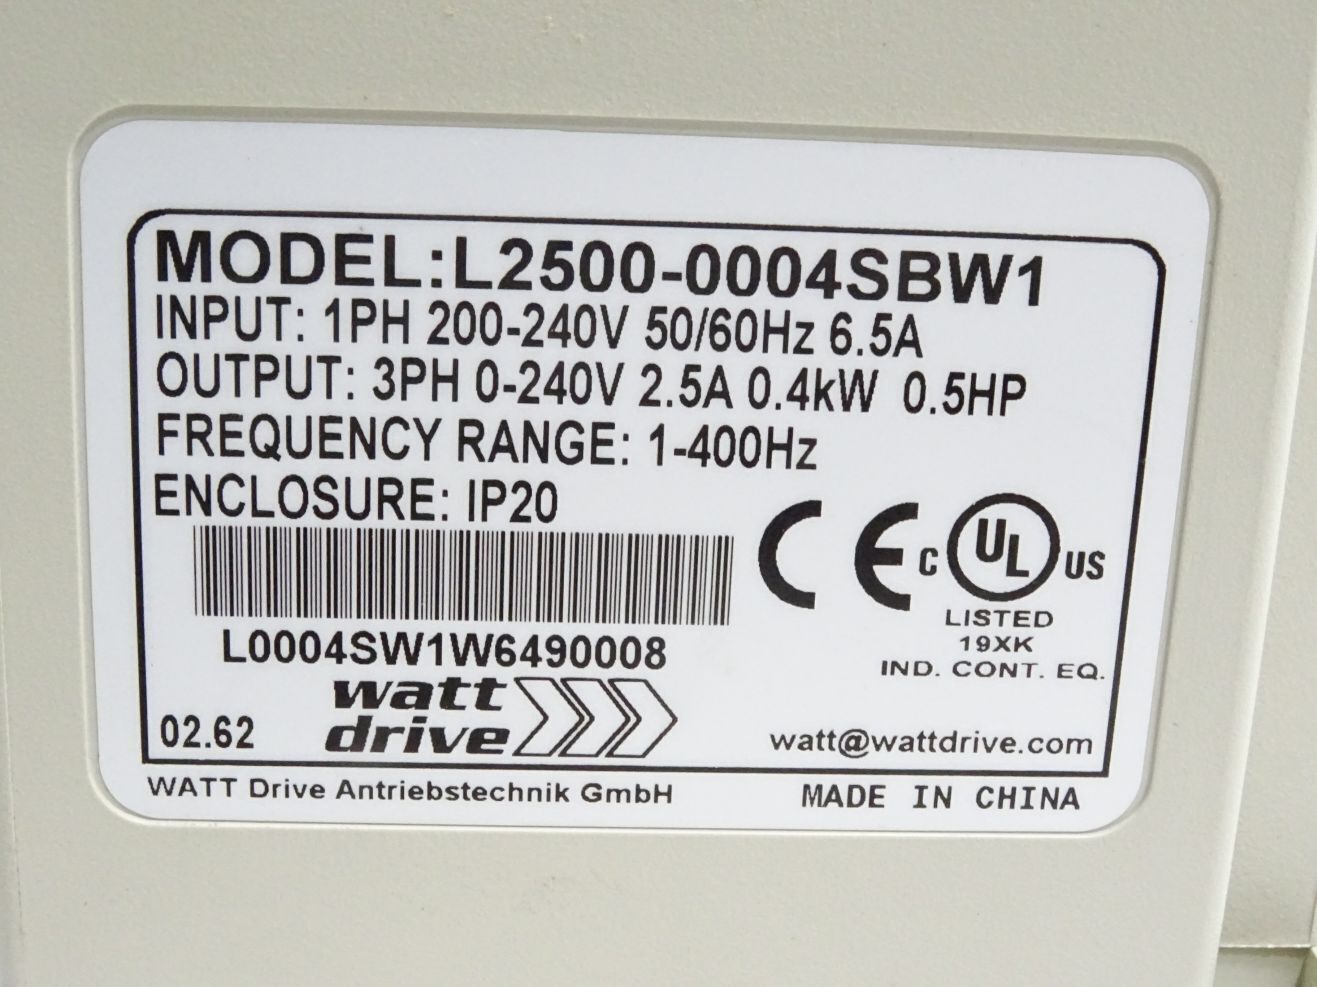 MODEL:L2500-0004SBW1
INPUT: 1PH 200-240V 50/60Hz 6.5A
OUTPUT: 3PH 0-240V 2.5A 0.4kW 0.5HP
FREQUENCY RANGE: 1-400Hz
ENCLOSURE: IP20
CE C UL US
LISTED
19XK
IND. CONT. EQ.
L0004SW1W6490008
watt
drive
02.62
watt@wattdrive.com
WATT Drive Antriebstechnik GmbH
MADE IN CHINA